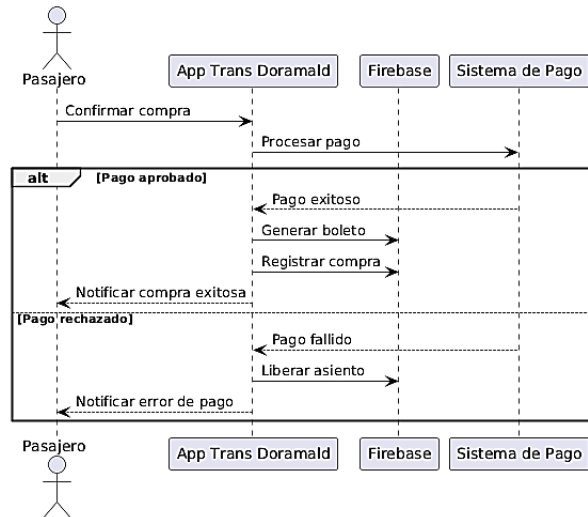 Pasajero
App Trans Doramald
Firebase
Sistema de Pago
Confirmar compra
Procesar pago
alt
[Pago aprobado]
Pago exitoso
Generar boleto
Registrar compra
Notificar compra exitosa
[Pago rechazado]
Pago fallido
Liberar asiento
Notificar error de pago
Pasajero
App Trans Doramald
Firebase
Sistema de Pago